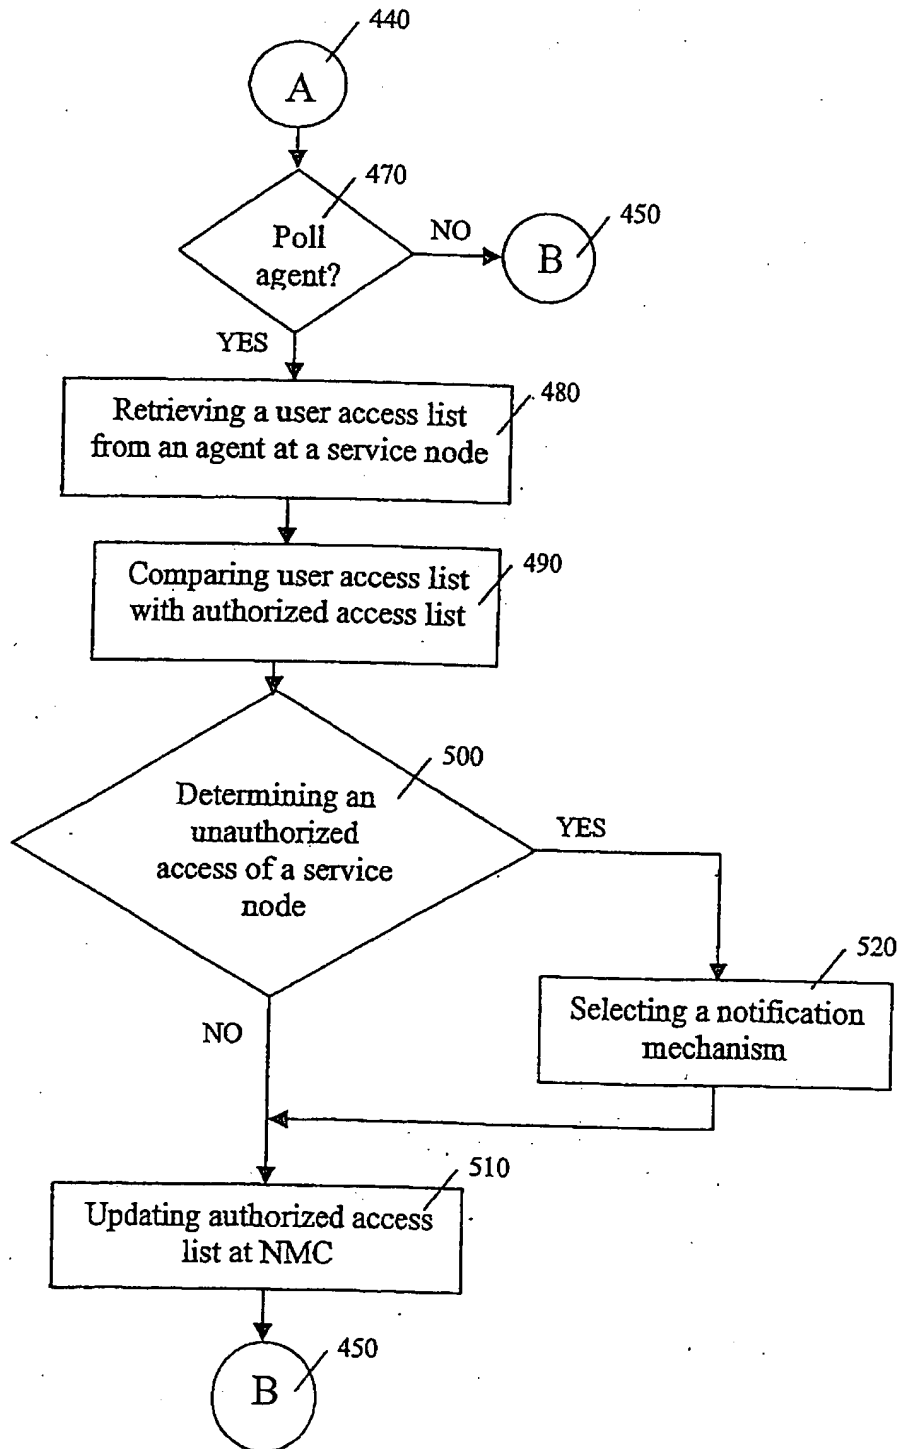 440
A
470
Poll
agent?
NO
450
B
YES
480
Retrieving a user access list
from an agent at a service node
490
Comparing user access list
with authorized access list
500
Determining an
unauthorized
access of a service
node
YES
520
Selecting a notification
mechanism
NO
510
Updating authorized access
list at NMC
450
B